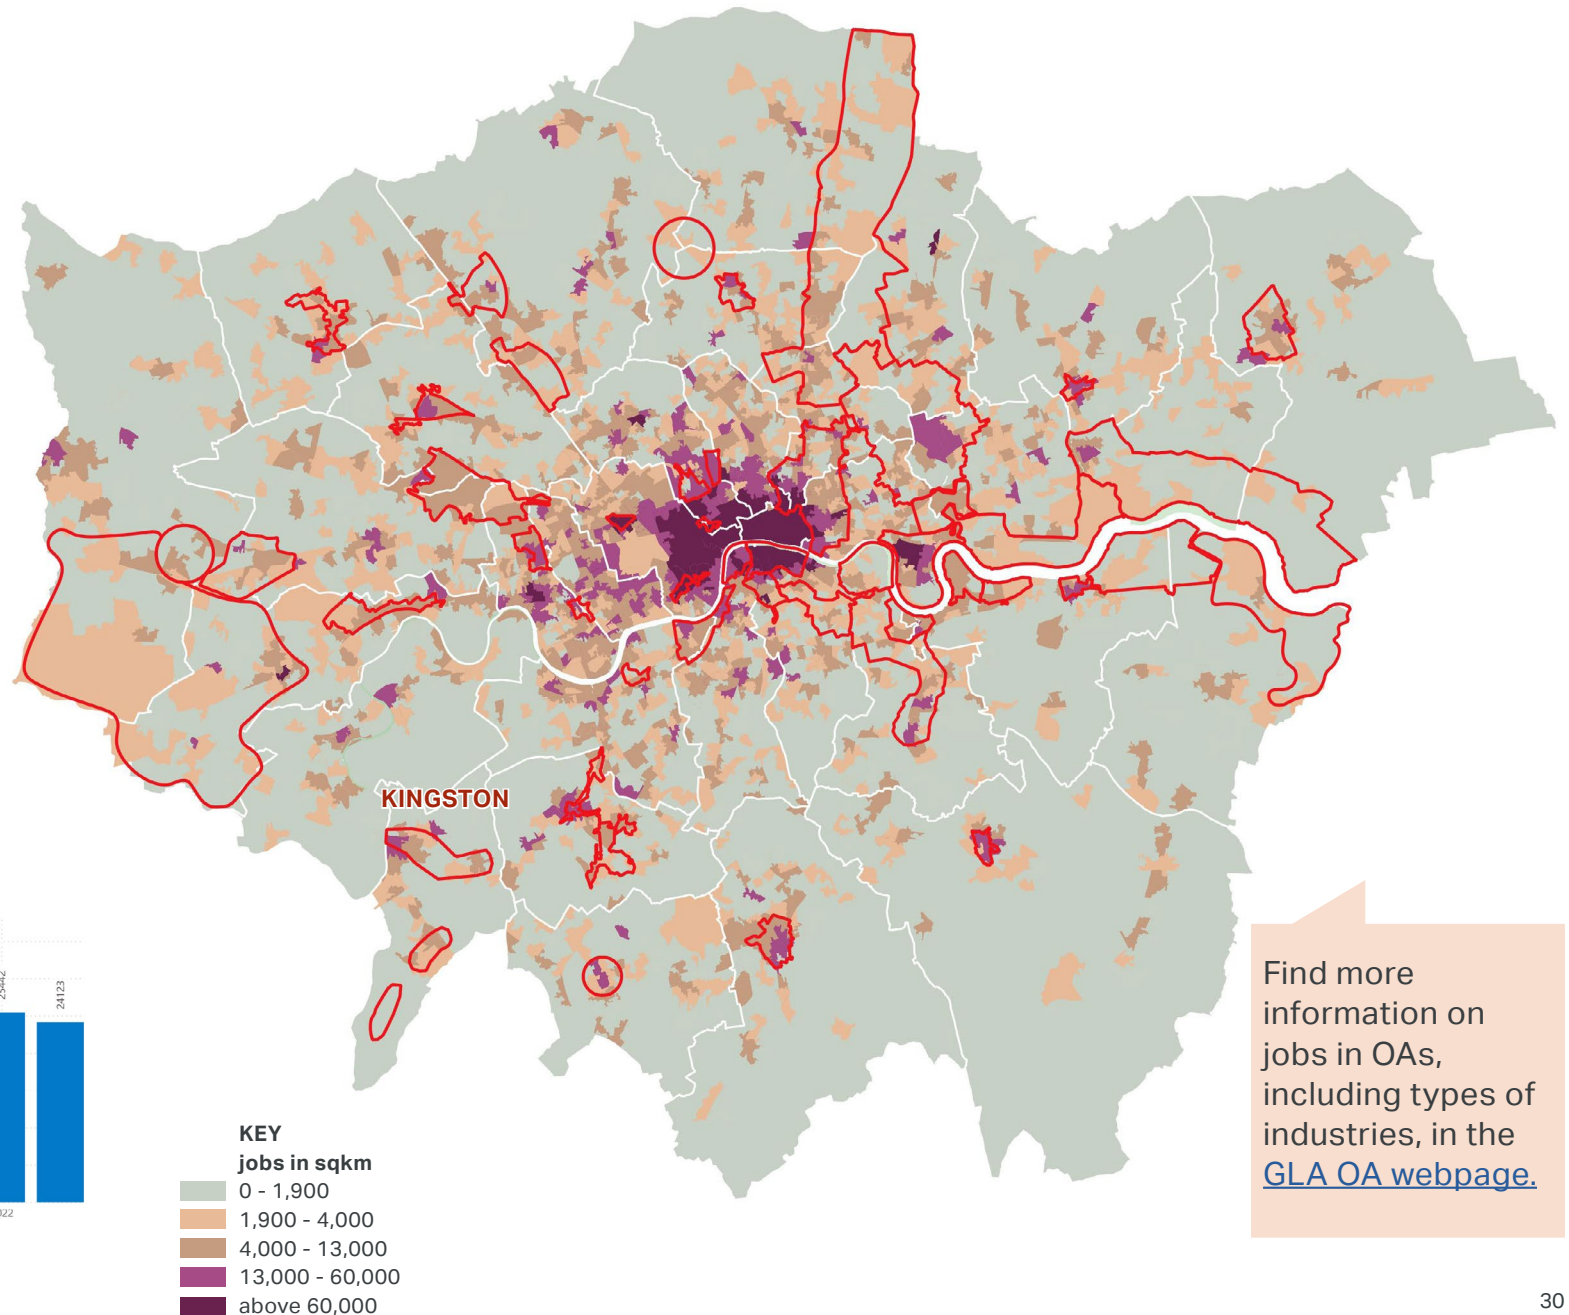 KINGSTON
25442
24123
022
KEY
jobs in sqkm
0 - 1,900
1,900 - 4,000
4,000 - 13,000
13,000 - 60,000
above 60,000
Find more
information on
jobs in OAs,
including types of
industries, in the
GLA OA webpage.
30